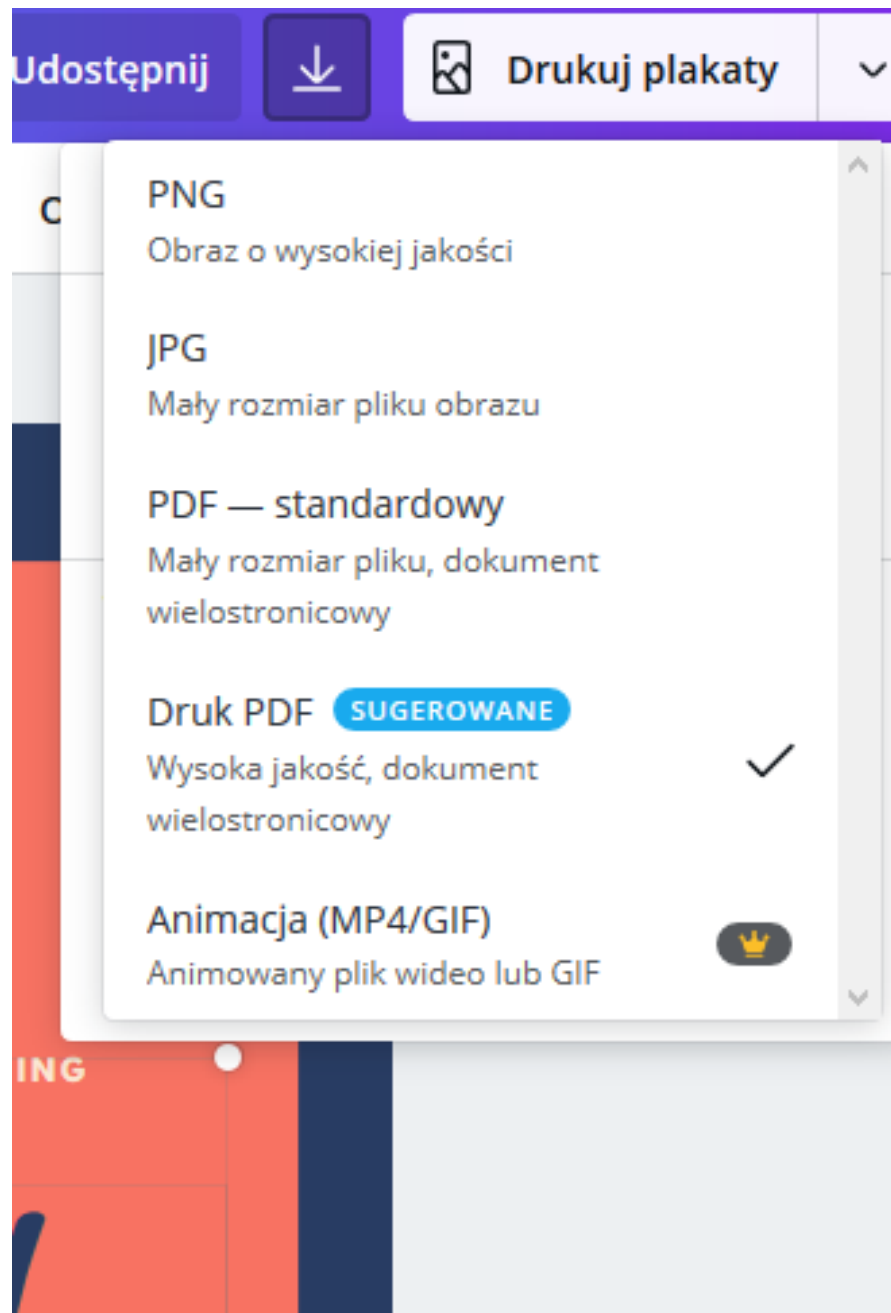 Udostępnij
Drukuj plakaty
PNG
Obraz o wysokiej jakości
JPG
Mały rozmiar pliku obrazu
PDF — standardowy
Mały rozmiar pliku, dokument
wielostronicowy
Druk PDF SUGEROWANE
Wysoka jakość, dokument
wielostronicowy
Animacja (MP4/GIF)
Animowany plik wideo lub GIF
ING